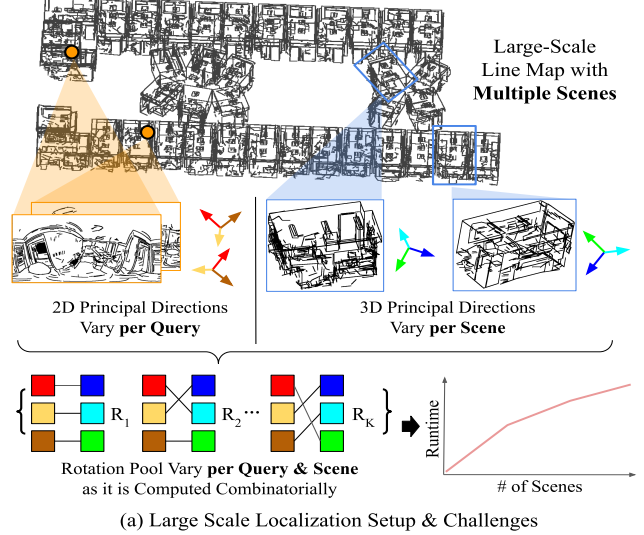 Large-Scale
Line Map with
Multiple Scenes
2D Principal Directions
Vary per Query
3D Principal Directions
Vary per Scene
{ R1 R2 ... RK }
Rotation Pool Vary per Query & Scene
as it is Computed Combinatorially
Runtime
# of Scenes
(a) Large Scale Localization Setup & Challenges